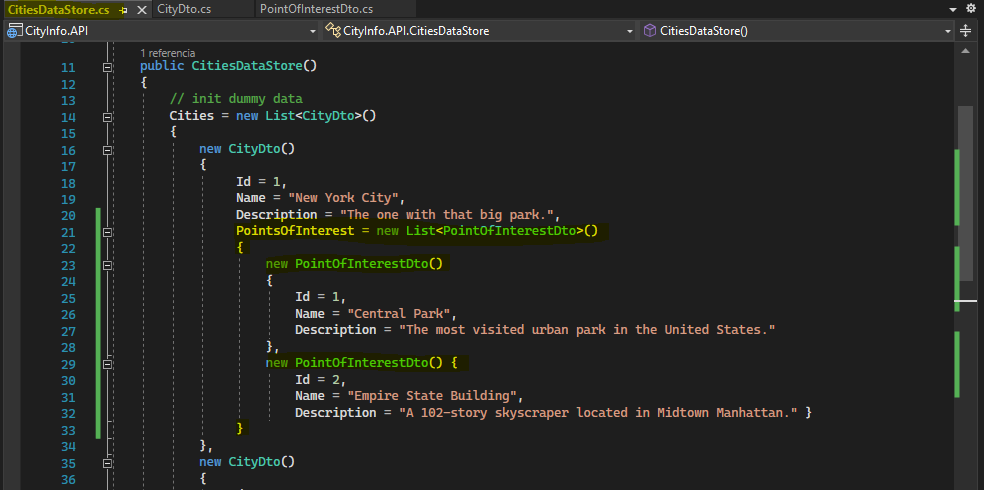 CitiesDataStore.cs CityDto.cs PointOfInterestDto.cs
CityInfo.API CityInfo.API.CitiesDataStore CitiesDataStore()
1 referencia
11 public CitiesDataStore()
12 {
13 // init dummy data
14 Cities = new List<CityDto>()
15 {
16 new CityDto()
17 {
18 Id = 1,
19 Name = "New York City",
20 Description = "The one with that big park.",
21 PointsOfInterest = new List<PointOfInterestDto>()
22 {
23 new PointOfInterestDto()
24 {
25 Id = 1,
26 Name = "Central Park",
27 Description = "The most visited urban park in the United States."
28 },
29 new PointOfInterestDto() {
30 Id = 2,
31 Name = "Empire State Building",
32 Description = "A 102-story skyscraper located in Midtown Manhattan." }
33 }
34 },
35 new CityDto()
36 {